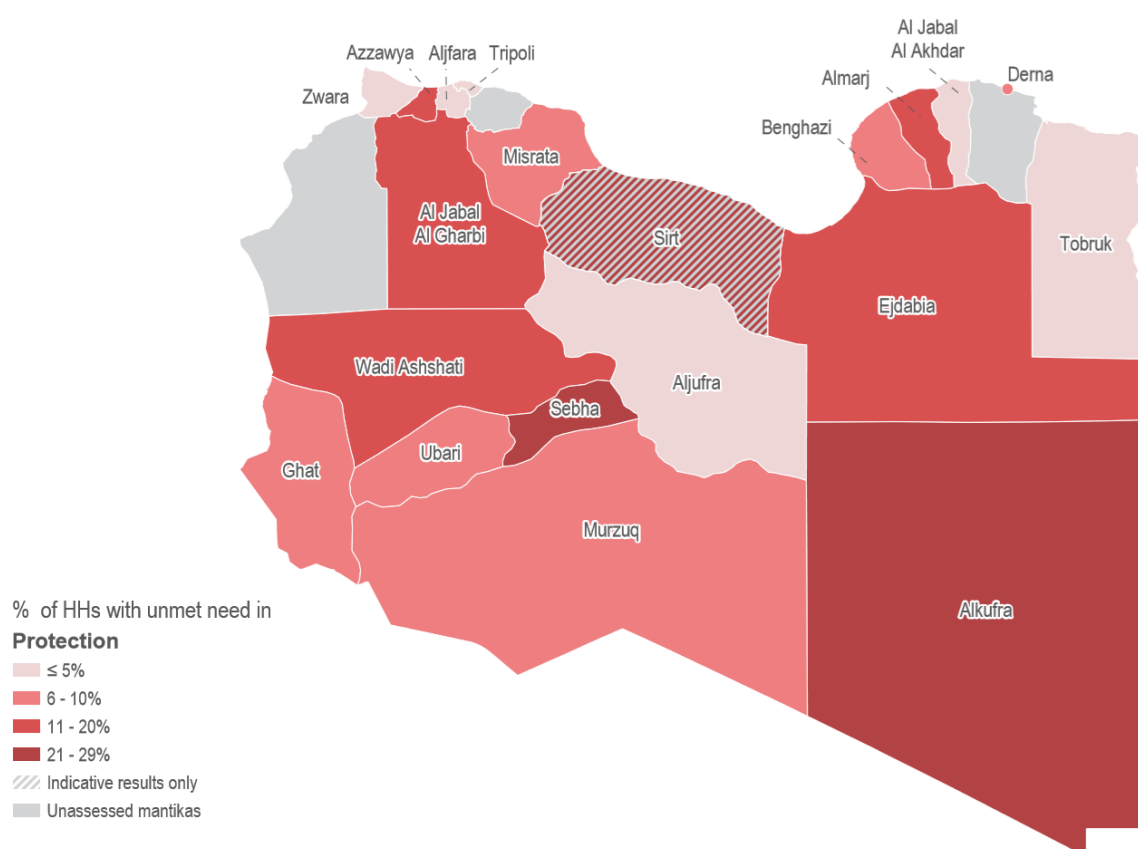 Al Jabal
Al Akhdar
Azzawya
Aljfara
Tripoli
Derna
Almarj
Zwara
Benghazi
Misrata
Al Jabal
Al Gharbi
Sirt
Tobruk
Ejdabia
Wadi Ashshati
Aljufra
Sebha
Ubari
Ghat
Murzuq
Alkufra
% of HHs with unmet need in
Protection
≤ 5%
6 - 10%
11 - 20%
21 - 29%
Indicative results only
Unassessed mantikas